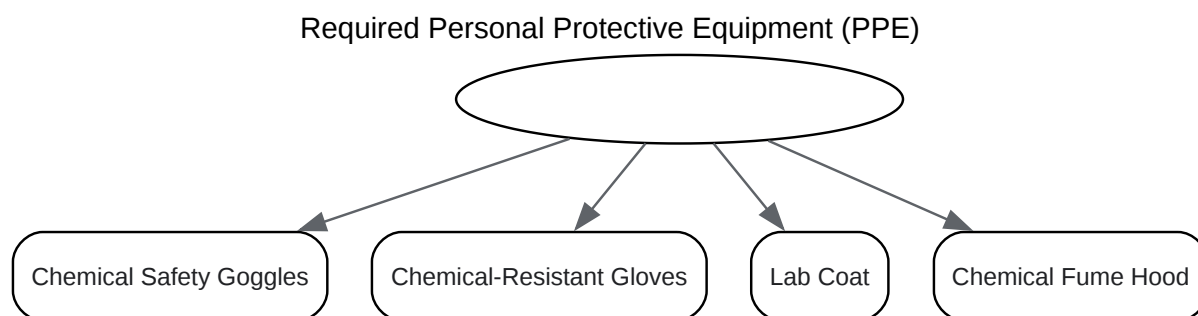 Required Personal Protective Equipment (PPE)
Chemical Safety Goggles
Chemical-Resistant Gloves
Lab Coat
Chemical Fume Hood